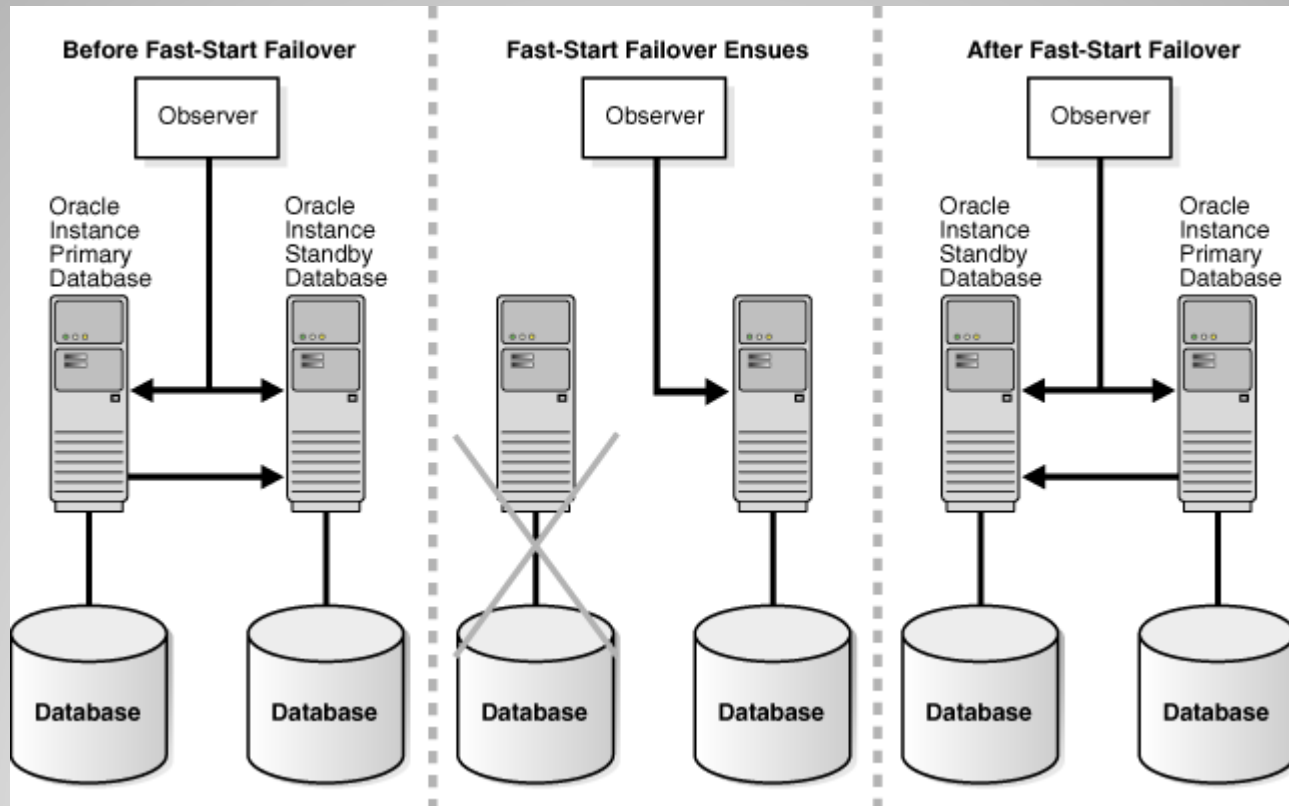 Before Fast-Start Failover
Observer
Oracle
Instance
Primary
Database
Oracle
Instance
Standby
Database
Database
Database
Fast-Start Failover Ensues
Observer
Database
Database
After Fast-Start Failover
Observer
Oracle
Instance
Standby
Database
Oracle
Instance
Primary
Database
Database
Database